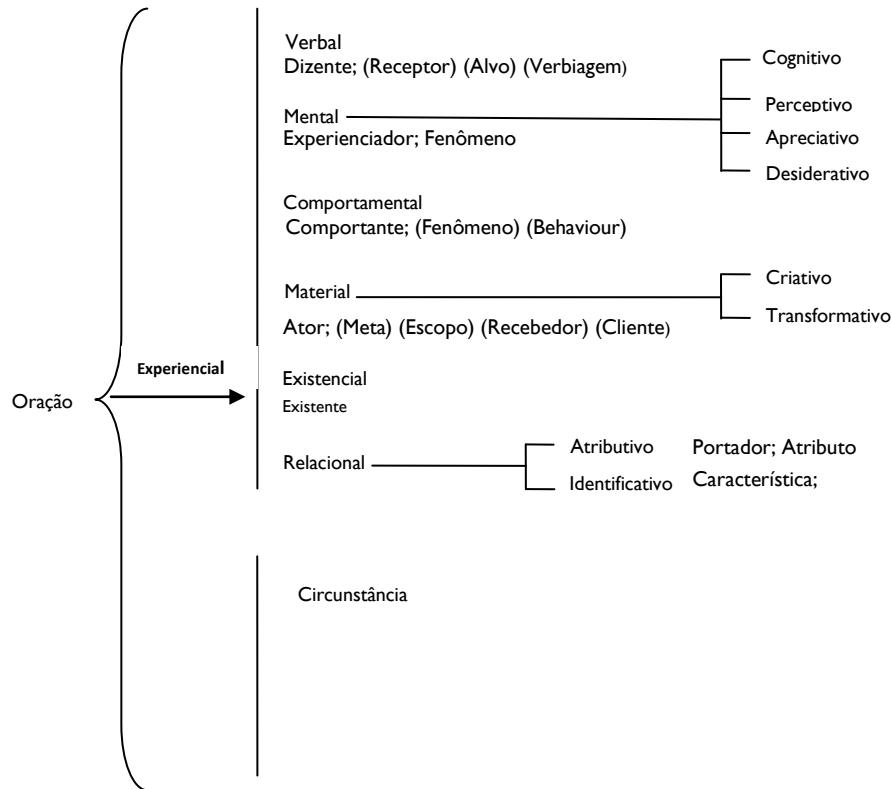 Verbal
Dizente; (Receptor) (Alvo) (Verbiagem)
Cognitivo
Mental
Experienciador; Fenômeno
Perceptivo
Apreciativo
Desiderativo
Comportamental
Comportante; (Fenômeno) (Behaviour)
Material
Criativo
Transformativo
Ator; (Meta) (Escopo) (Recebedor) (Cliente)
Experiencial
Oração
Existencial
Existente
Relacional
Atributivo Portador; Atributo
Identificativo Característica;
Circunstância